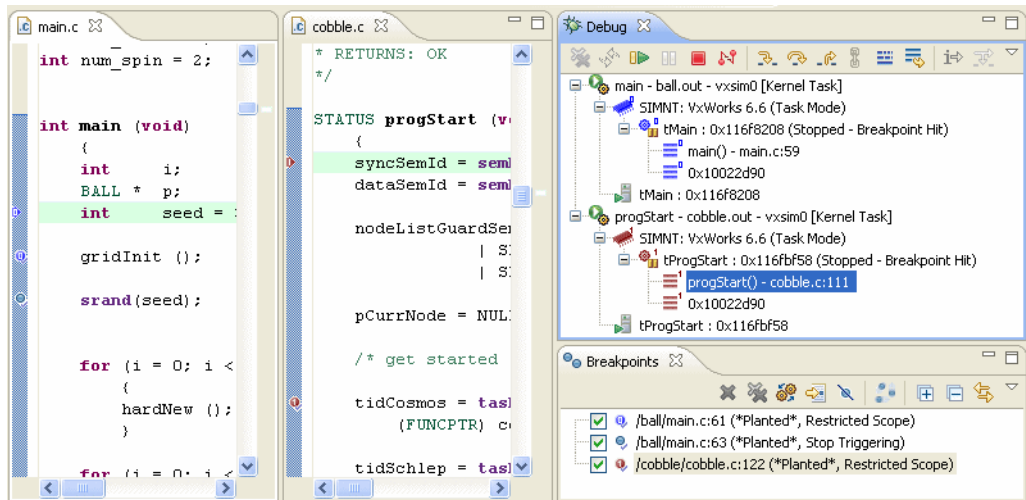 main.c
int num_spin = 2;
int main (void)
{
int i;
BALL * p;
int seed =
gridInit ();
srand(seed);
for (i = 0; i <
{
hardNew ();
}
for (i = 0; i <
cobble.c
* RETURNS: OK
*/
STATUS progStart (v
{
syncSemId = sem
dataSemId = sem
nodeListGuardSe
| S
| S
pCurrNode = NUL
/* get started
tidCosmos = tas
(FUNCPTR) c
tidSchlep = tas
Debug
main - ball.out - vxsim0 [Kernel Task]
SIMNT: VxWorks 6.6 (Task Mode)
tMain : 0x116f8208 (Stopped - Breakpoint Hit)
main() - main.c:59
0x10022d90
tMain : 0x116f8208
progStart - cobble.out - vxsim0 [Kernel Task]
SIMNT: VxWorks 6.6 (Task Mode)
tProgStart : 0x116fbf58 (Stopped - Breakpoint Hit)
progStart() - cobble.c:111
0x10022d90
tProgStart : 0x116fbf58
Breakpoints
/ball/main.c:61 (*Planted*, Restricted Scope)
/ball/main.c:63 (*Planted*, Stop Triggering)
/cobble/cobble.c:122 (*Planted*, Restricted Scope)